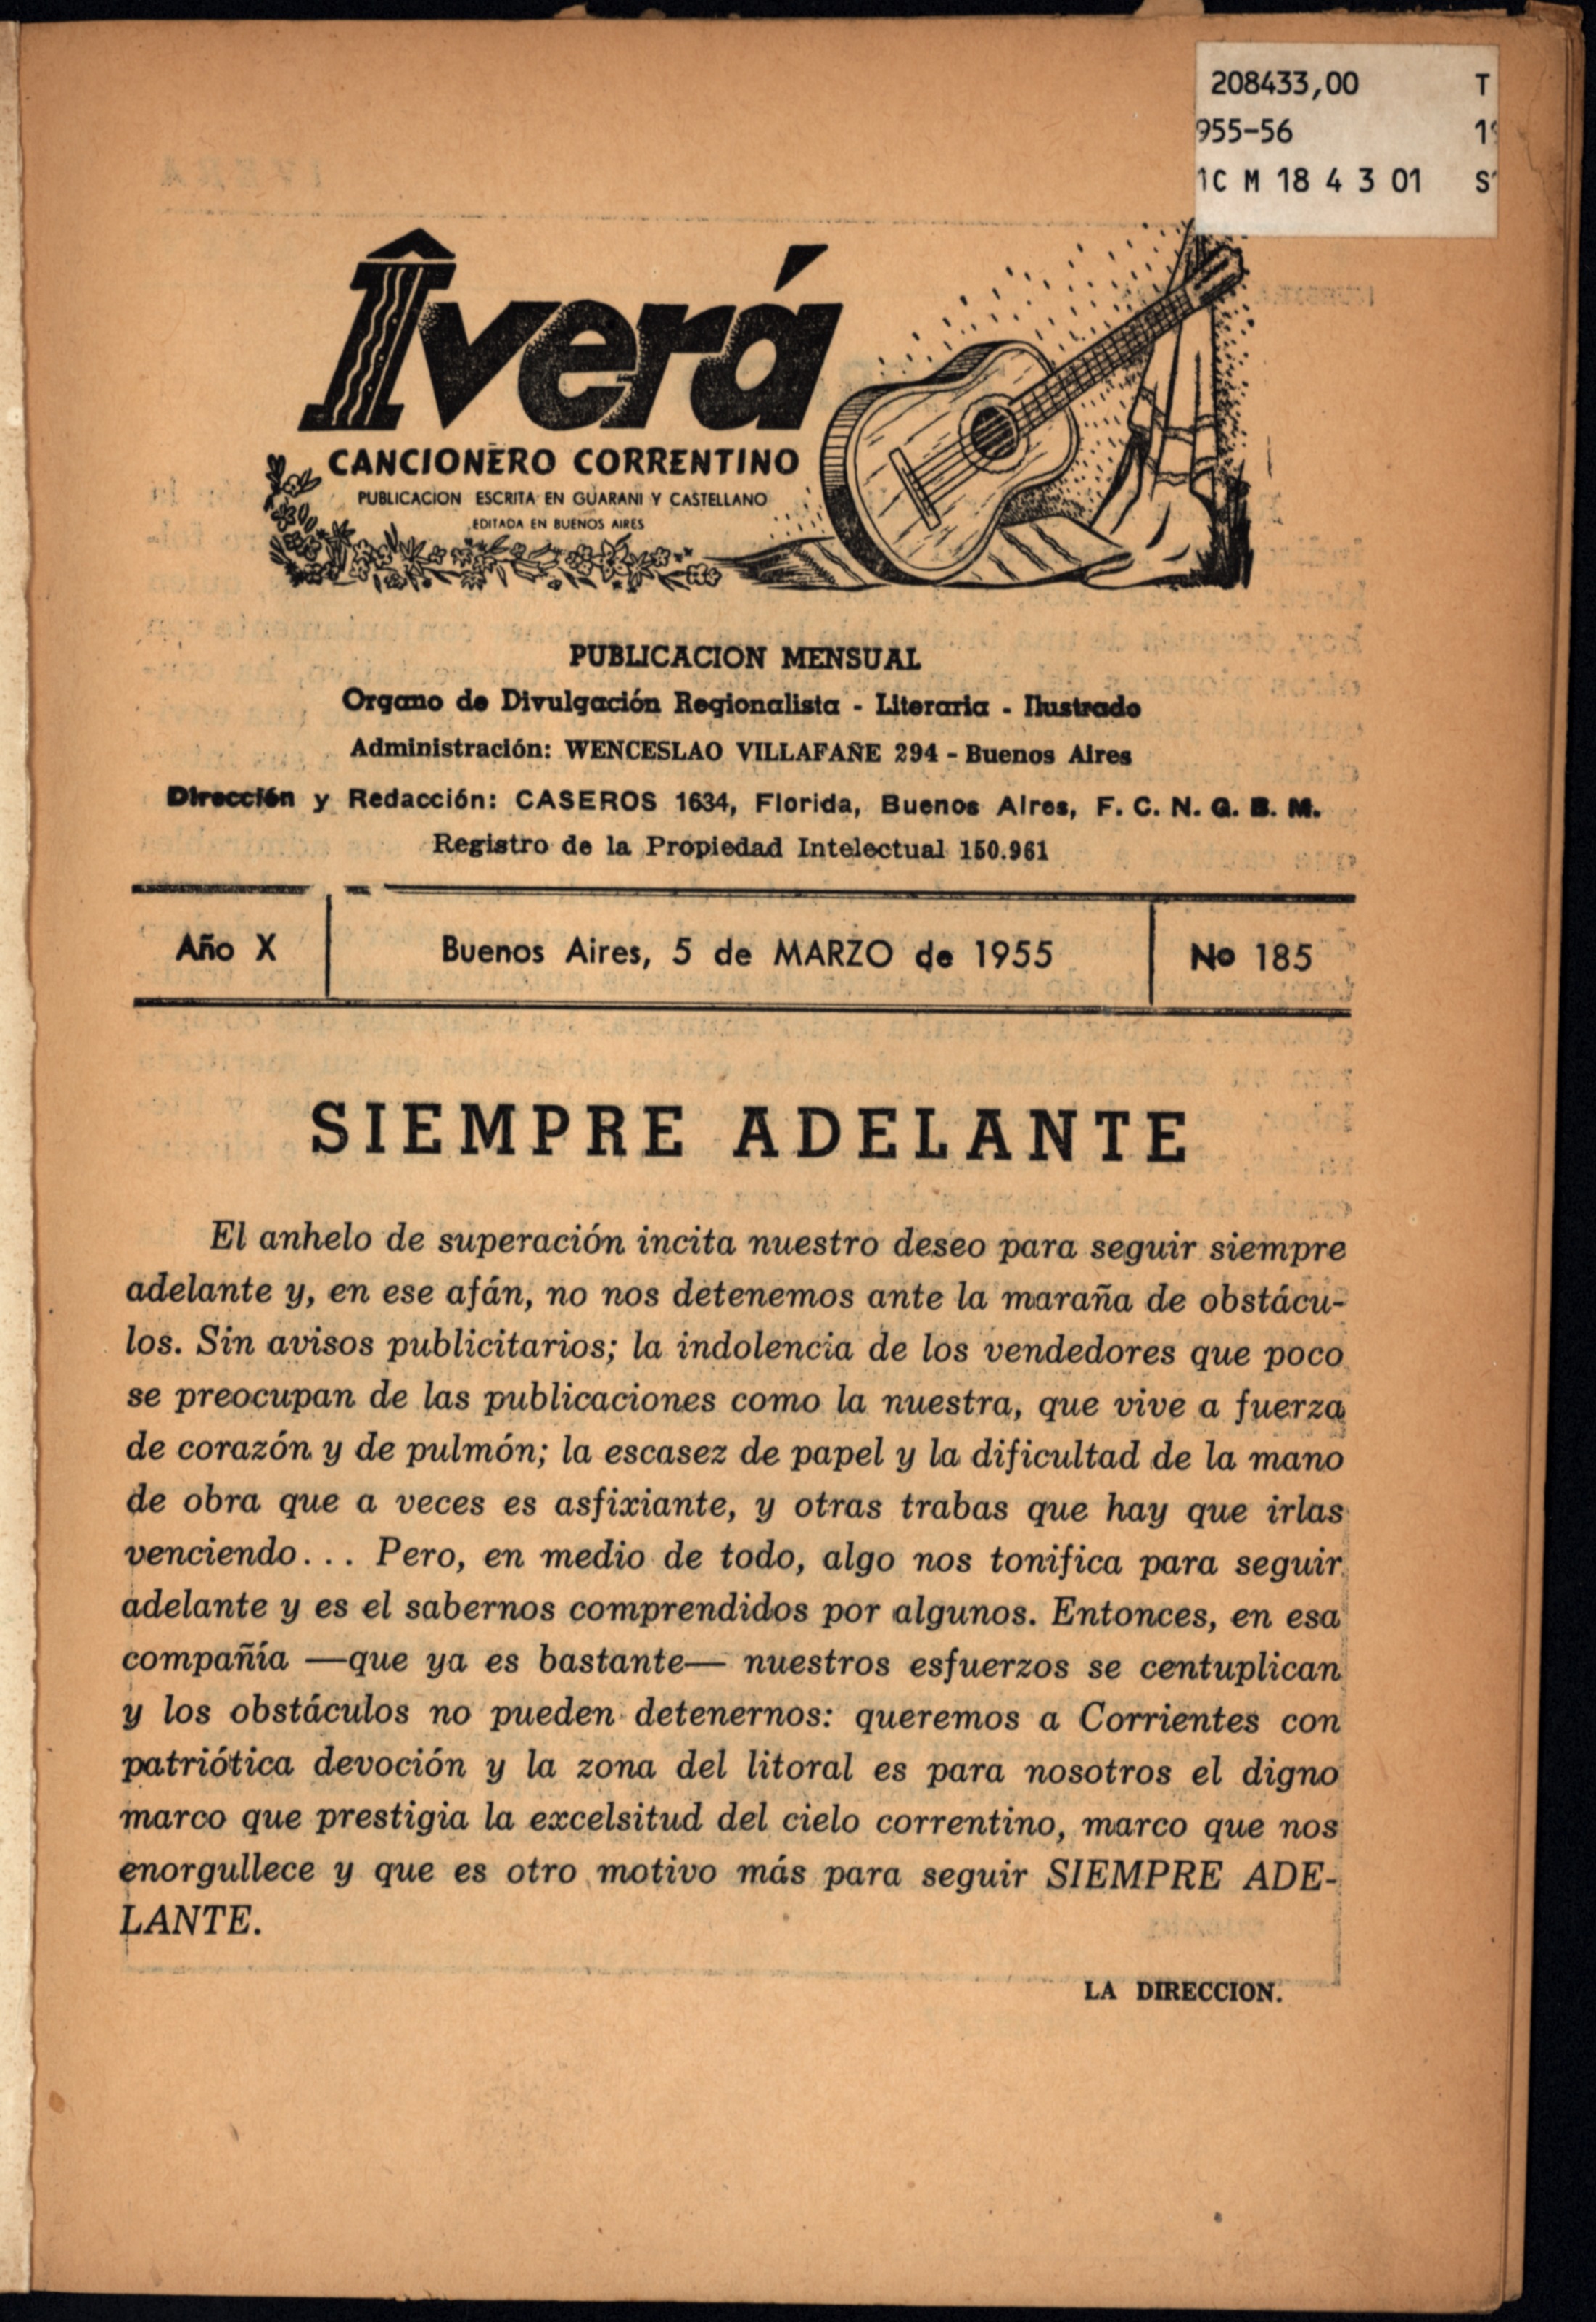 208433,00 T
955-56
1C M 18 4 3 01
Îverá
CANCIONERO CORRENTINO
PUBLICACION ESCRITA EN GUARANI Y CASTELLANO
EDITADA EN BUENOS AIRES
PUBLICACION MENSUAL
Organo de Divulgación Regionalista - Literaria - Ilustrado
Administración: WENCESLAO VILLAFAÑE 294 - Buenos Aires
Dirección y Redacción: CASEROS 1634, Florida, Buenos Aires, F. C. N. G. B. M.
Registro de la Propiedad Intelectual 150.961
Año X Buenos Aires, 5 de MARZO de 1955 No 185
SIEMPRE ADELANTE
El anhelo de superación incita nuestro deseo para seguir siempre
adelante y, en ese afán, no nos detenemos ante la maraña de obstácu-
los. Sin avisos publicitarios; la indolencia de los vendedores que poco
se preocupan de las publicaciones como la nuestra, que vive a fuerza
de corazón y de pulmón; la escasez de papel y la dificultad de la mano
de obra que a veces es asfixiante, y otras trabas que hay que irlas
venciendo... Pero, en medio de todo, algo nos tonifica para seguir
adelante y es el sabernos comprendidos por algunos. Entonces, en esa
compañía —que ya es bastante— nuestros esfuerzos se centuplican
y los obstáculos no pueden detenernos: queremos a Corrientes con
patriótica devoción y la zona del litoral es para nosotros el digno
marco que prestigia la excelsitud del cielo correntino, marco que nos
enorgullece y que es otro motivo más para seguir SIEMPRE ADE-
LANTE.
LA DIRECCION.